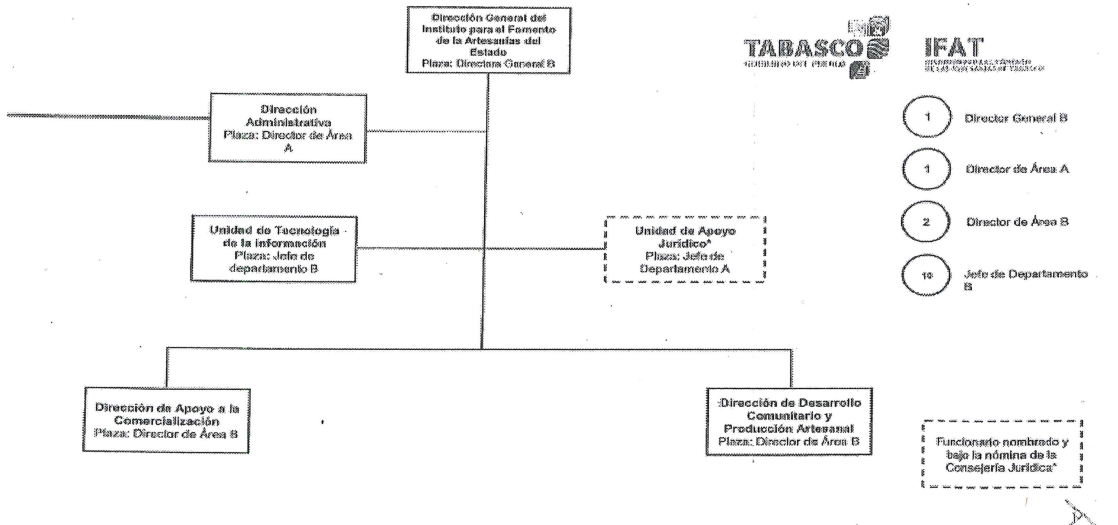 Dirección General del
Instituto para el Fomento
de la Artesanías del
Estado
Plaza: Directora General B
TABASCO
IFAT
Dirección
Administrativa
Plaza: Director de Área
A
1
Director General B
1
Director de Área A
2
Director de Área B
10
Jefe de Departamento
B
Unidad de Tecnología
de la información
Plaza: Jefe de
departamento B
Unidad de Apoyo
Jurídico*
Plaza: Jefe de
Departamento A
Dirección de Apoyo a la
Comercialización
Plaza: Director de Área B
Dirección de Desarrollo
Comunitario y
Producción Artesanal
Plaza: Director de Área B
Funcionario nombrado y
bajo la nómina de la
Consejería Jurídica*